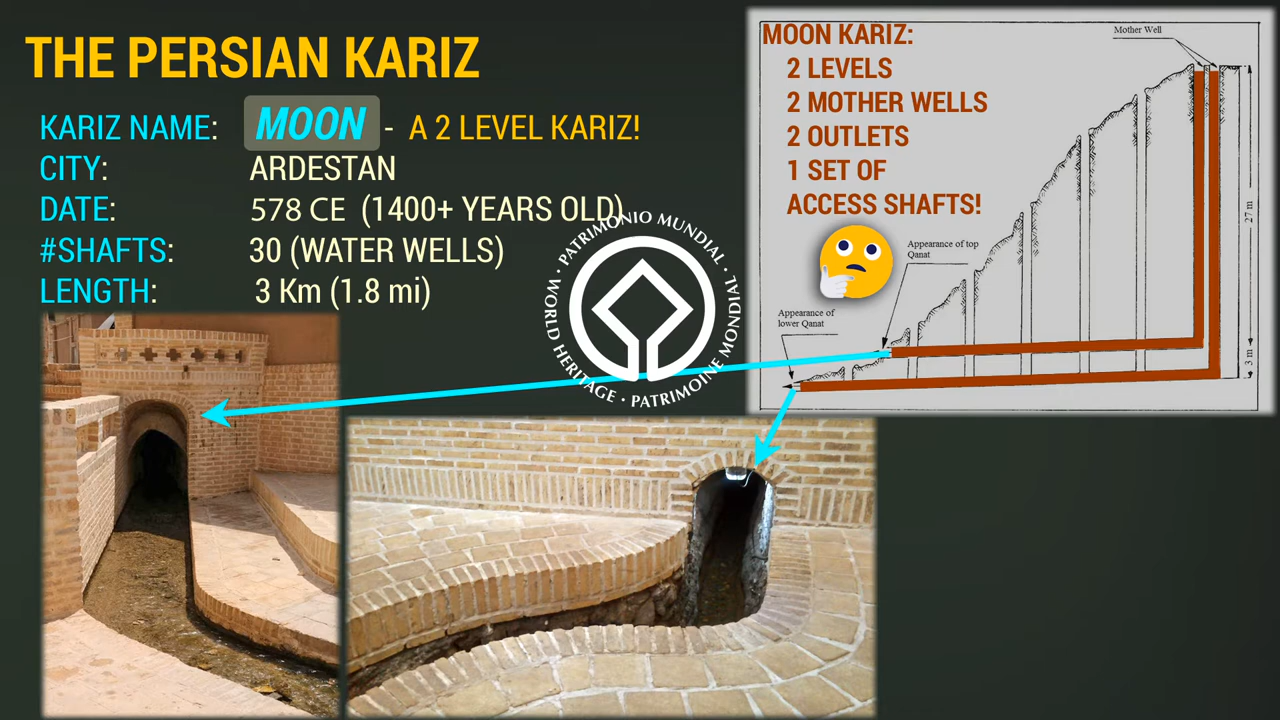 THE PERSIAN KARIZ
KARIZ NAME: MOON - A 2 LEVEL KARIZ!
CITY: ARDESTAN
DATE: 578 CE (1400+ YEARS OLD)
#SHAFTS: 30 (WATER WELLS)
LENGTH: 3 Km (1.8 mi)
WORLD HERITAGE • PATRIMONIO MUNDIAL • PATRIMOINE MONDIAL •
MOON KARIZ:
2 LEVELS
2 MOTHER WELLS
2 OUTLETS
1 SET OF
ACCESS SHAFTS!
Mother Well
Appearance of top
Qanat
Appearance of
lower Qanat
27 m
3 m